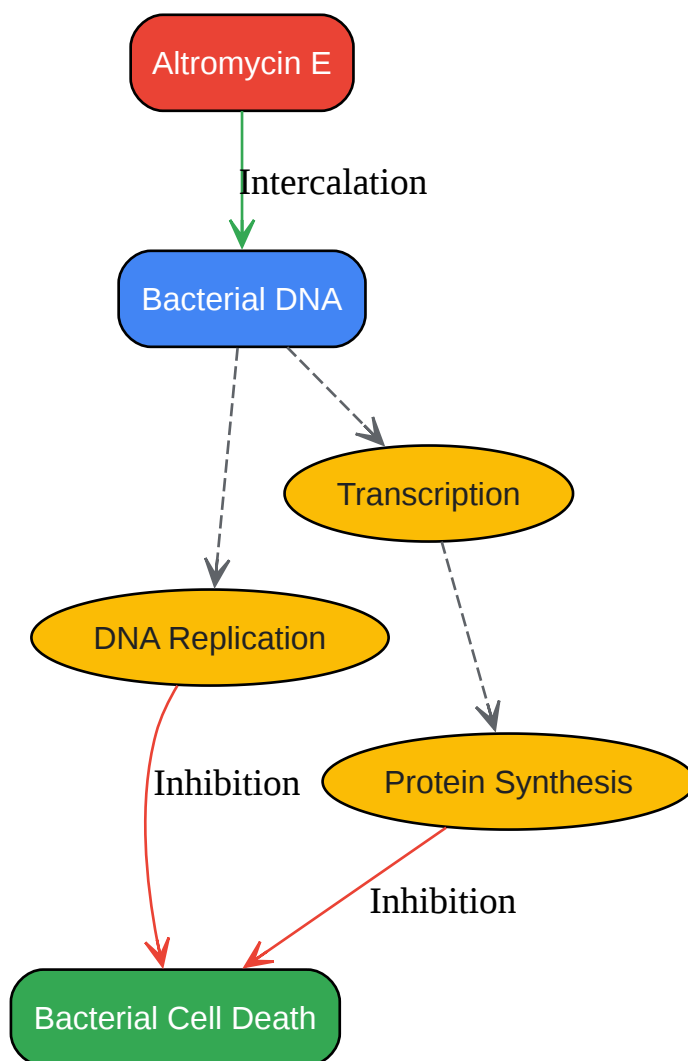 Altromycin E
Intercalation
Bacterial DNA
Transcription
DNA Replication
Inhibition
Protein Synthesis
Inhibition
Bacterial Cell Death